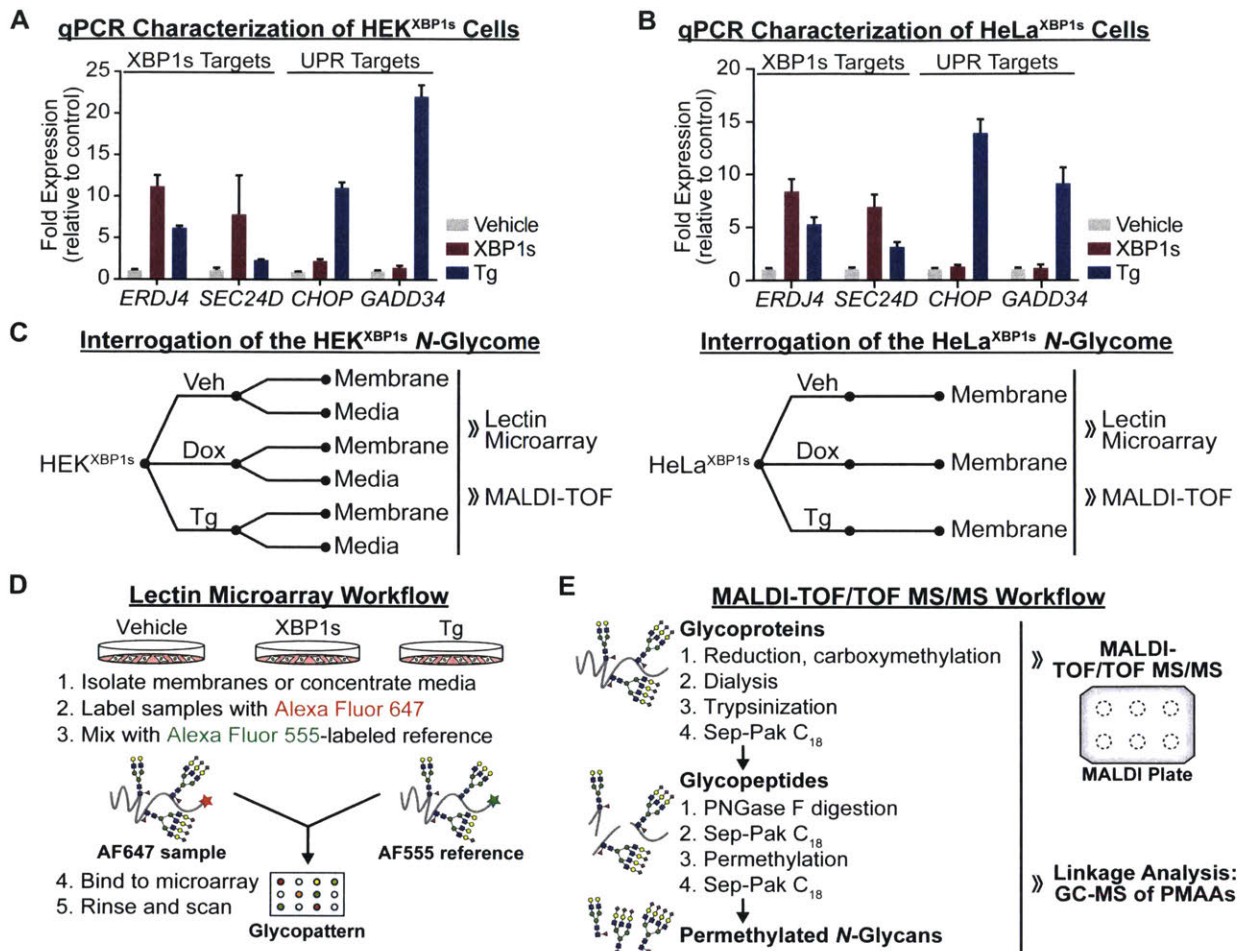 A
qPCR Characterization of HEK^XBP1s Cells
XBP1s Targets
UPR Targets
Fold Expression
(relative to control)
25
20
15
10
5
0
ERDJ4
SEC24D
CHOP
GADD34
Vehicle
XBP1s
Tg
B
qPCR Characterization of HeLa^XBP1s Cells
XBP1s Targets
UPR Targets
Fold Expression
(relative to control)
20
15
10
5
0
ERDJ4
SEC24D
CHOP
GADD34
Vehicle
XBP1s
Tg
C
Interrogation of the HEK^XBP1s N-Glycome
HEK^XBP1s
Veh
Membrane
Media
Dox
Membrane
Media
Tg
Membrane
Media
» Lectin
Microarray
» MALDI-TOF
Interrogation of the HeLa^XBP1s N-Glycome
HeLa^XBP1s
Veh
Membrane
Dox
Membrane
Tg
Membrane
» Lectin
Microarray
» MALDI-TOF
D
Lectin Microarray Workflow
Vehicle
XBP1s
Tg
1. Isolate membranes or concentrate media
2. Label samples with Alexa Fluor 647
3. Mix with Alexa Fluor 555-labeled reference
AF647 sample
AF555 reference
4. Bind to microarray
5. Rinse and scan
Glycopattern
E
MALDI-TOF/TOF MS/MS Workflow
Glycoproteins
1. Reduction, carboxymethylation
2. Dialysis
3. Trypsinization
4. Sep-Pak C18
Glycopeptides
1. PNGase F digestion
2. Sep-Pak C18
3. Permethylation
4. Sep-Pak C18
Permethylated N-Glycans
» MALDI-
TOF/TOF MS/MS
MALDI Plate
» Linkage Analysis:
GC-MS of PMAAs